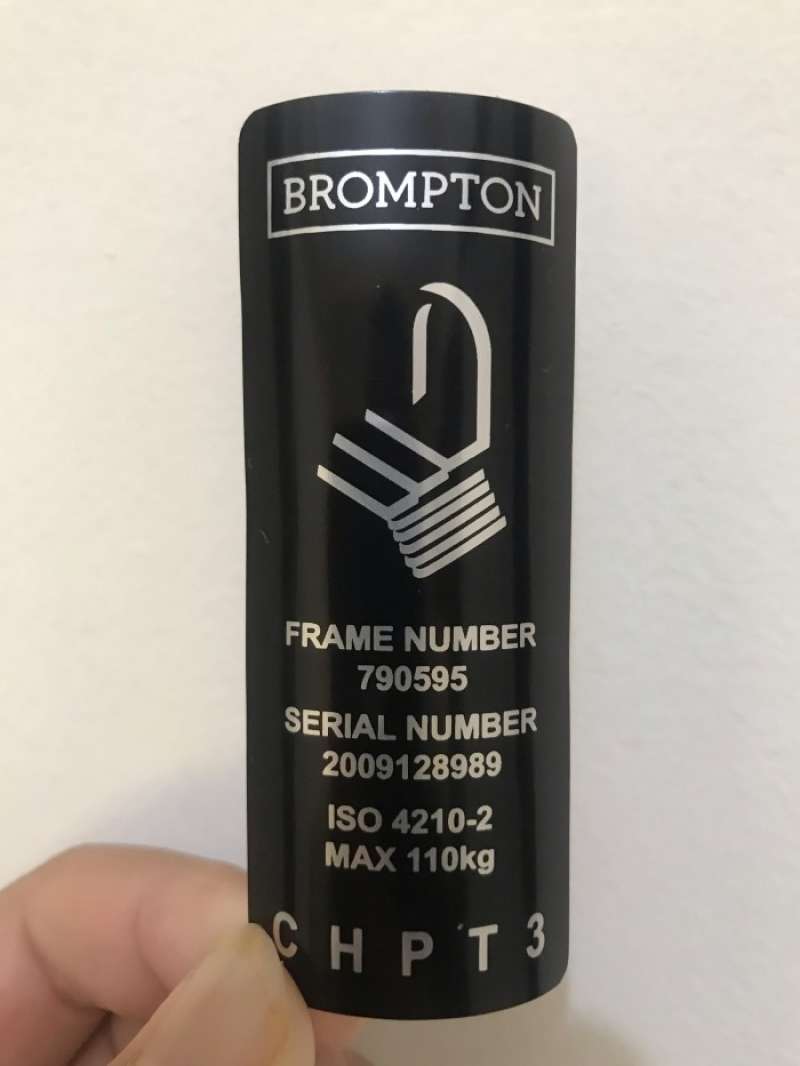 BROMPTON
FRAME NUMBER
790595
SERIAL NUMBER
2009128989
ISO 4210-2
MAX 110kg
CHPT3